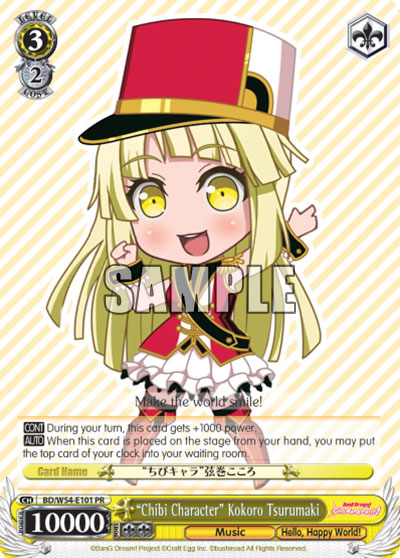 LEVEL
3
2
COST
SAMPLE
Make the world smile!
CONT During your turn, this card gets +1000 power.
AUTO When this card is placed on the stage from your hand, you may put
the top card of your clock into your waiting room.
Card Name
“ちびキャラ”弦巻こころ
CH BD/W54-E101 PR
“Chibi Character” Kokoro Tsurumaki
BanG Dream!
POWER
10000
Music
Hello, Happy World!
©BanG Dream! Project ©Craft Egg Inc. ©bushiroad All Rights Reserved.